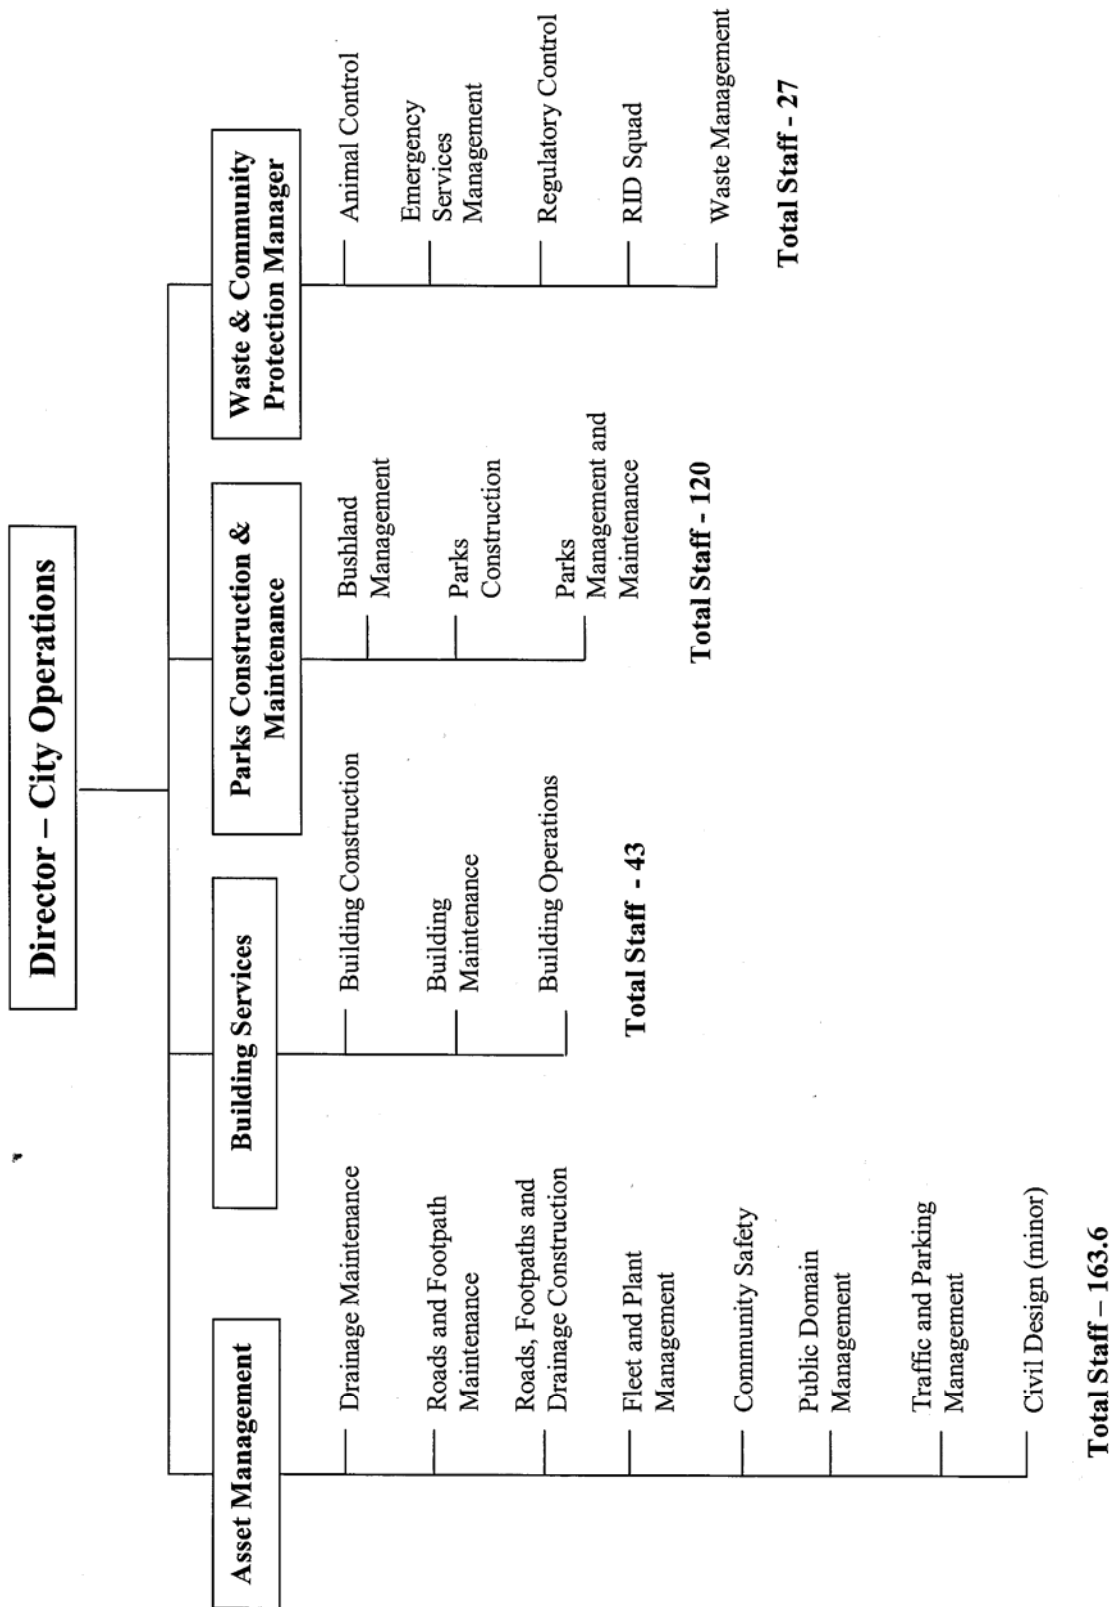 Director – City Operations
Asset Management
Drainage Maintenance
Roads and Footpath
Maintenance
Roads, Footpaths and
Drainage Construction
Fleet and Plant
Management
Community Safety
Public Domain
Management
Traffic and Parking
Management
Civil Design (minor)
Total Staff – 163.6
Building Services
Building Construction
Building
Maintenance
Building Operations
Total Staff - 43
Parks Construction &
Maintenance
Bushland
Management
Parks
Construction
Parks
Management and
Maintenance
Total Staff - 120
Waste & Community
Protection Manager
Animal Control
Emergency
Services
Management
Regulatory Control
RID Squad
Waste Management
Total Staff - 27